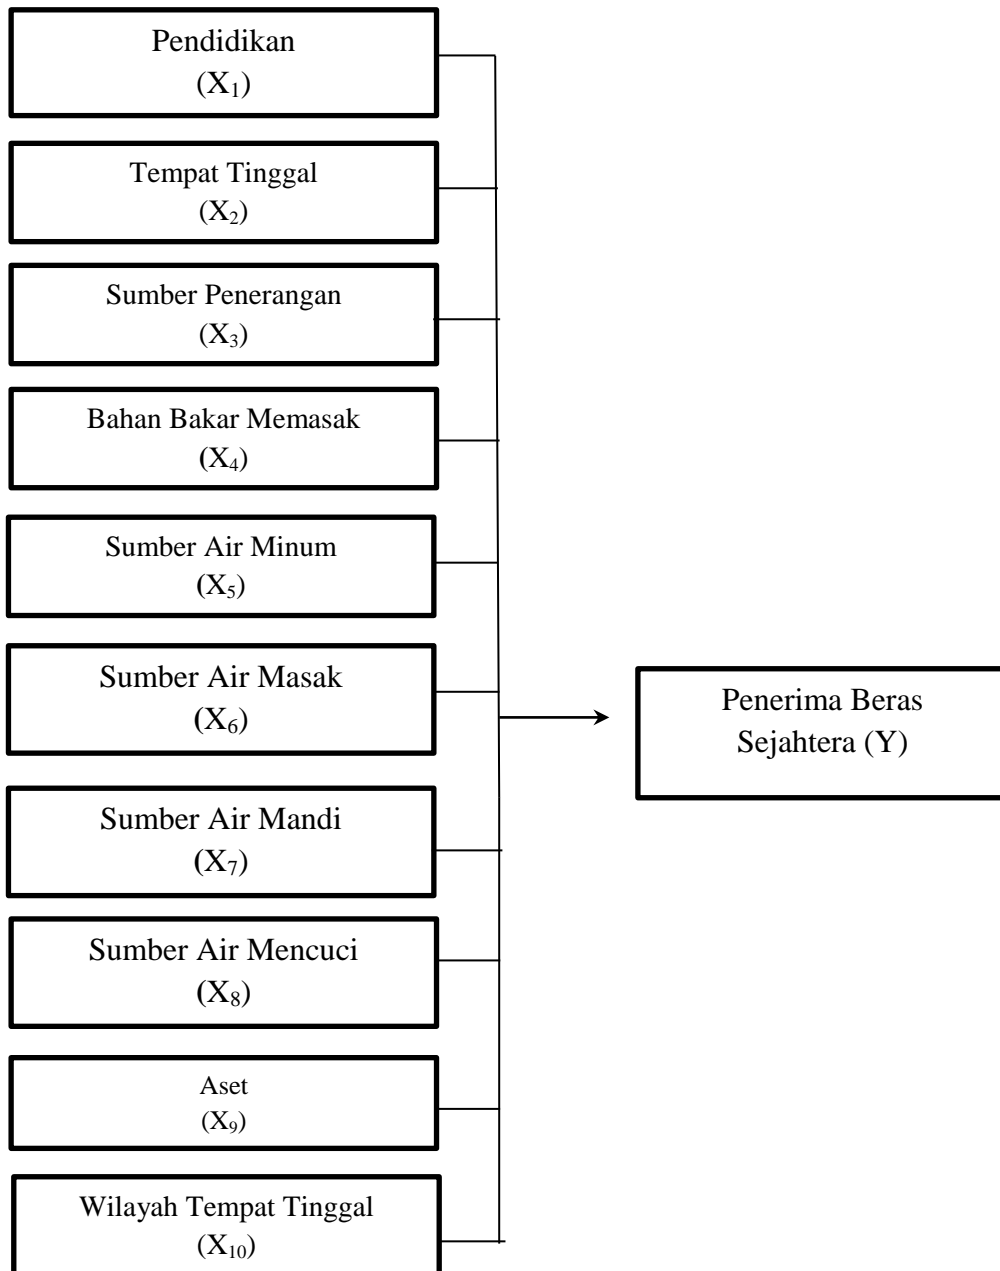 Pendidikan
(X₁)
Tempat Tinggal
(X₂)
Sumber Penerangan
(X₃)
Bahan Bakar Memasak
(X₄)
Sumber Air Minum
(X₅)
Sumber Air Masak
(X₆)
Sumber Air Mandi
(X₇)
Sumber Air Mencuci
(X₈)
Aset
(X₉)
Wilayah Tempat Tinggal
(X₁₀)
Penerima Beras
Sejahtera (Y)